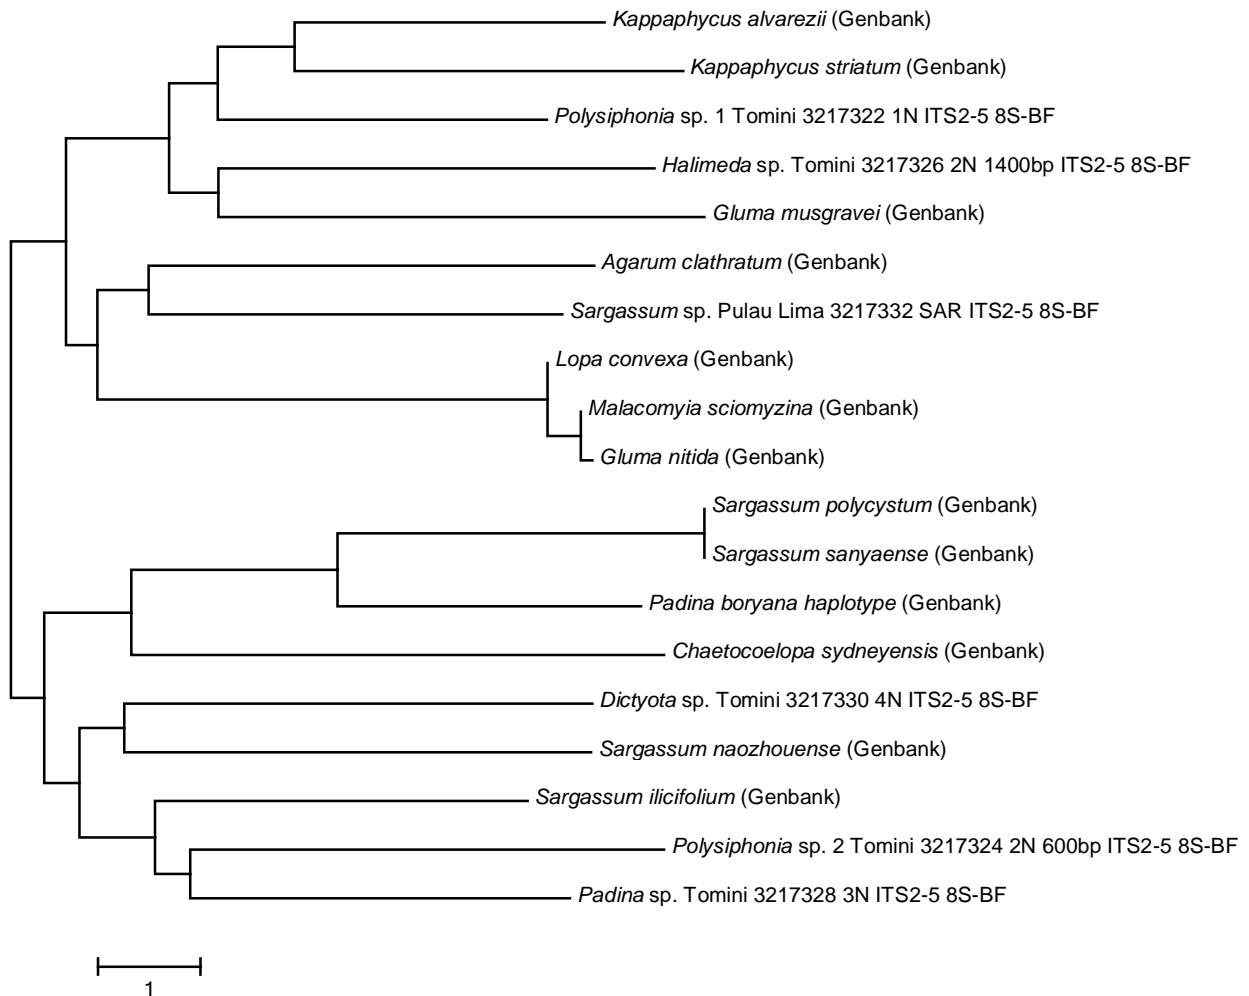 Kappaphycus alvarezii (Genbank)
Kappaphycus striatum (Genbank)
Polysiphonia sp. 1 Tomini 3217322 1N ITS2-5 8S-BF
Halimeda sp. Tomini 3217326 2N 1400bp ITS2-5 8S-BF
Gluma musgravei (Genbank)
Agarum clathratum (Genbank)
Sargassum sp. Pulau Lima 3217332 SAR ITS2-5 8S-BF
Lopa convexa (Genbank)
Malacomyia sciomyzina (Genbank)
Gluma nitida (Genbank)
Sargassum polycystum (Genbank)
Sargassum sanyaense (Genbank)
Padina boryana haplotype (Genbank)
Chaetocoelopa sydneyensis (Genbank)
Dictyota sp. Tomini 3217330 4N ITS2-5 8S-BF
Sargassum naozhouense (Genbank)
Sargassum ilicifolium (Genbank)
Polysiphonia sp. 2 Tomini 3217324 2N 600bp ITS2-5 8S-BF
Padina sp. Tomini 3217328 3N ITS2-5 8S-BF
1